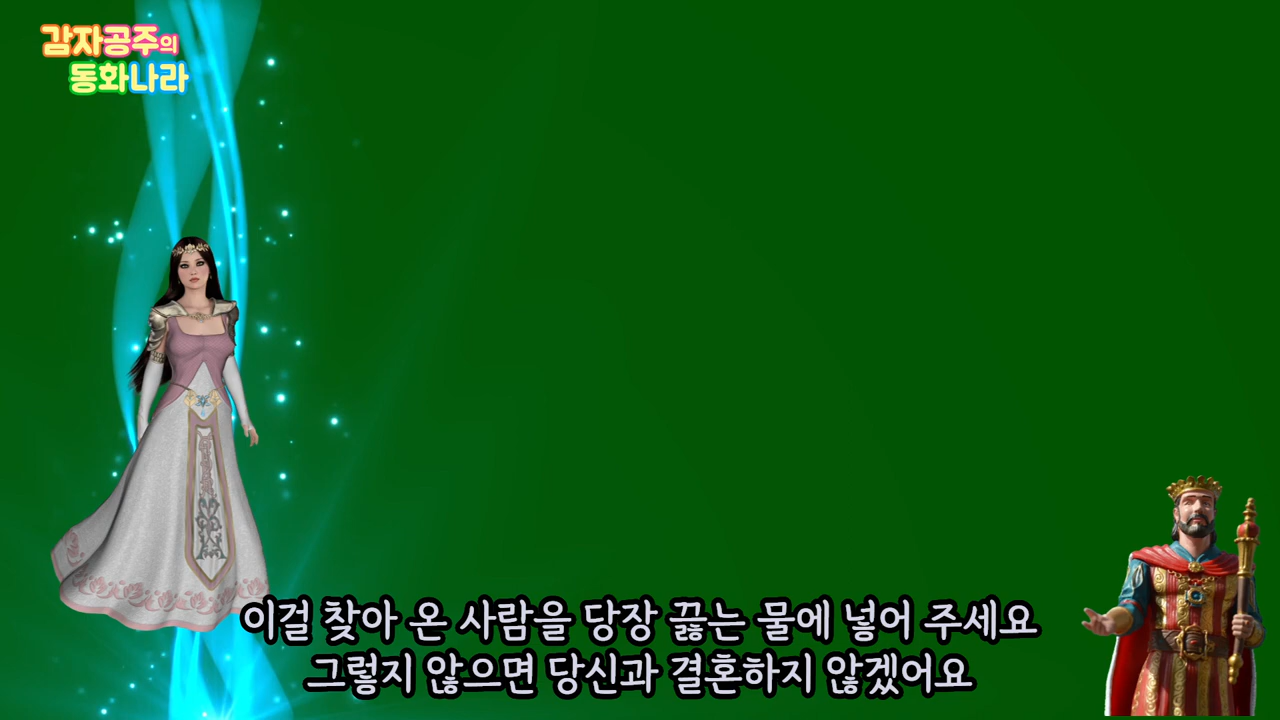 감자공주의
동화나라
이걸 찾아 온 사람을 당장 끓는 물에 넣어 주세요
그렇지 않으면 당신과 결혼하지 않겠어요